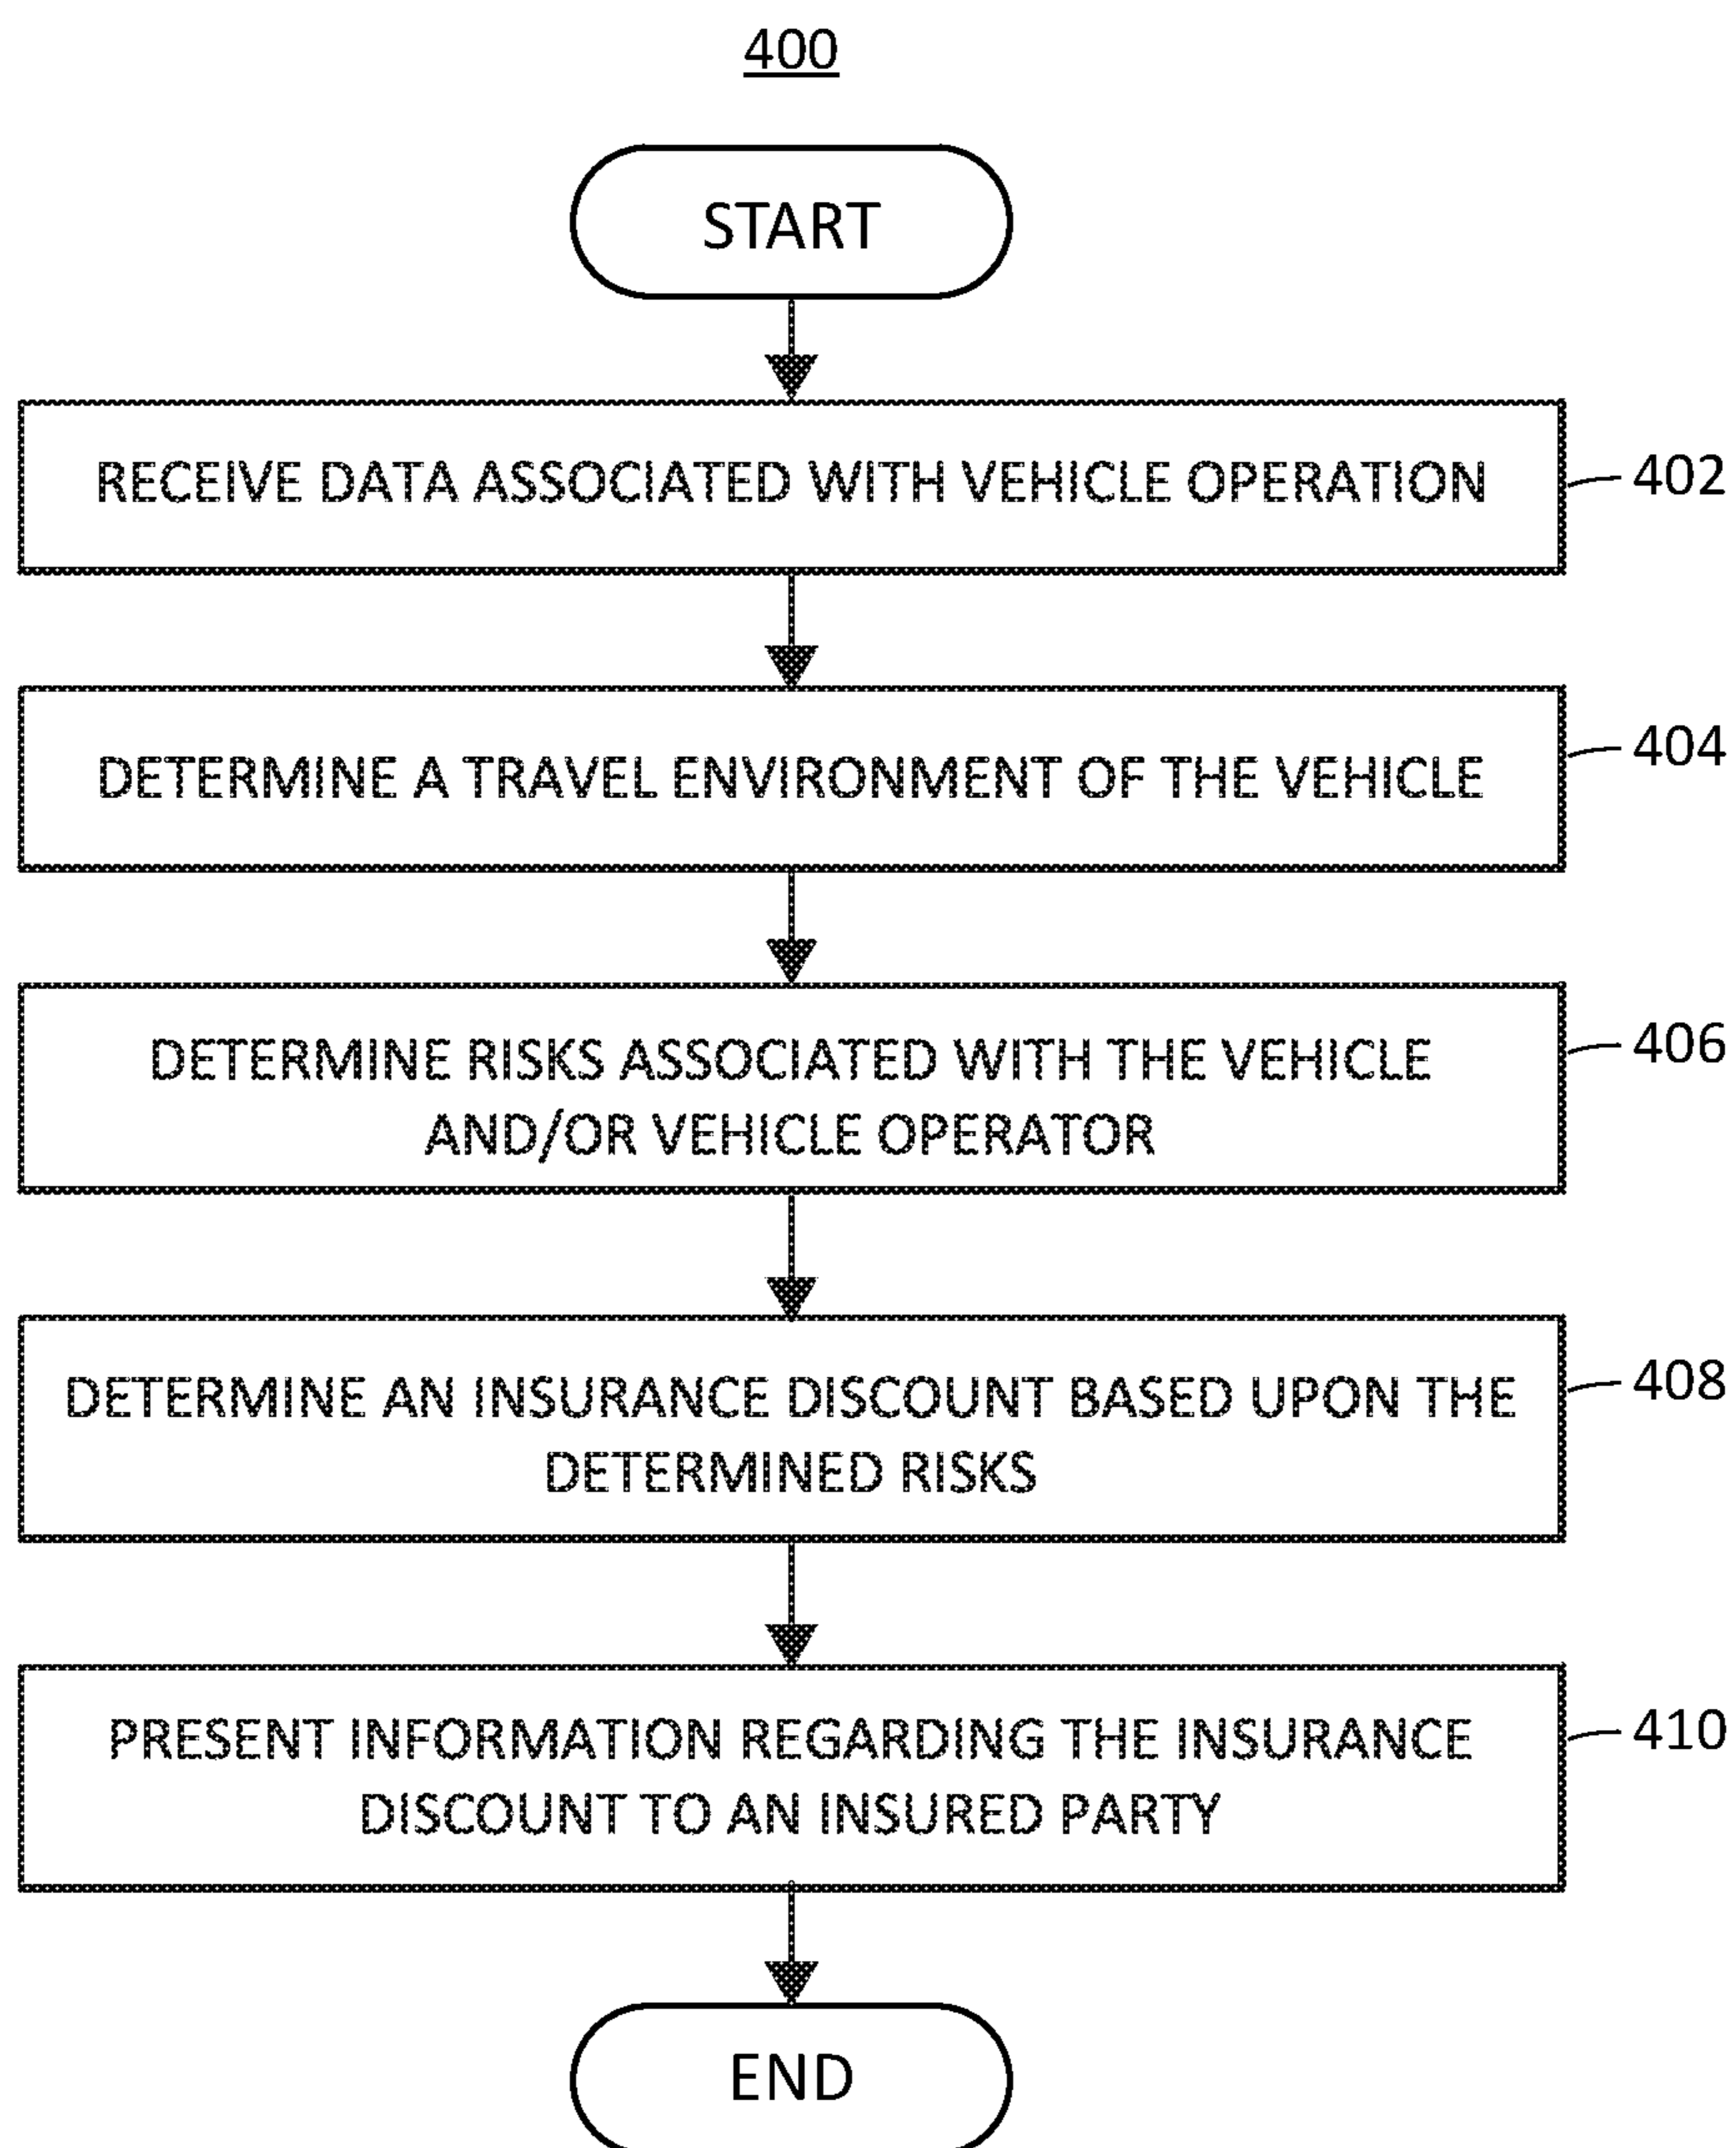 400
START
RECEIVE DATA ASSOCIATED WITH VEHICLE OPERATION
402
DETERMINE A TRAVEL ENVIRONMENT OF THE VEHICLE
404
DETERMINE RISKS ASSOCIATED WITH THE VEHICLE
AND/OR VEHICLE OPERATOR
406
DETERMINE AN INSURANCE DISCOUNT BASED UPON THE
DETERMINED RISKS
408
PRESENT INFORMATION REGARDING THE INSURANCE
DISCOUNT TO AN INSURED PARTY
410
END